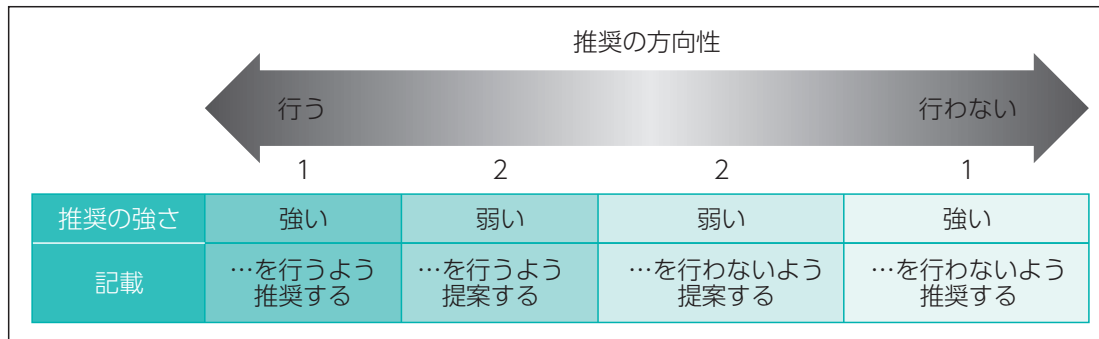 推奨の方向性
行う 行わない
1 2 2 1
推奨の強さ 強い 弱い 弱い 強い
記載 …を行うよう …を行うよう …を行わないよう …を行わないよう
推奨する 提案する 提案する 推奨する